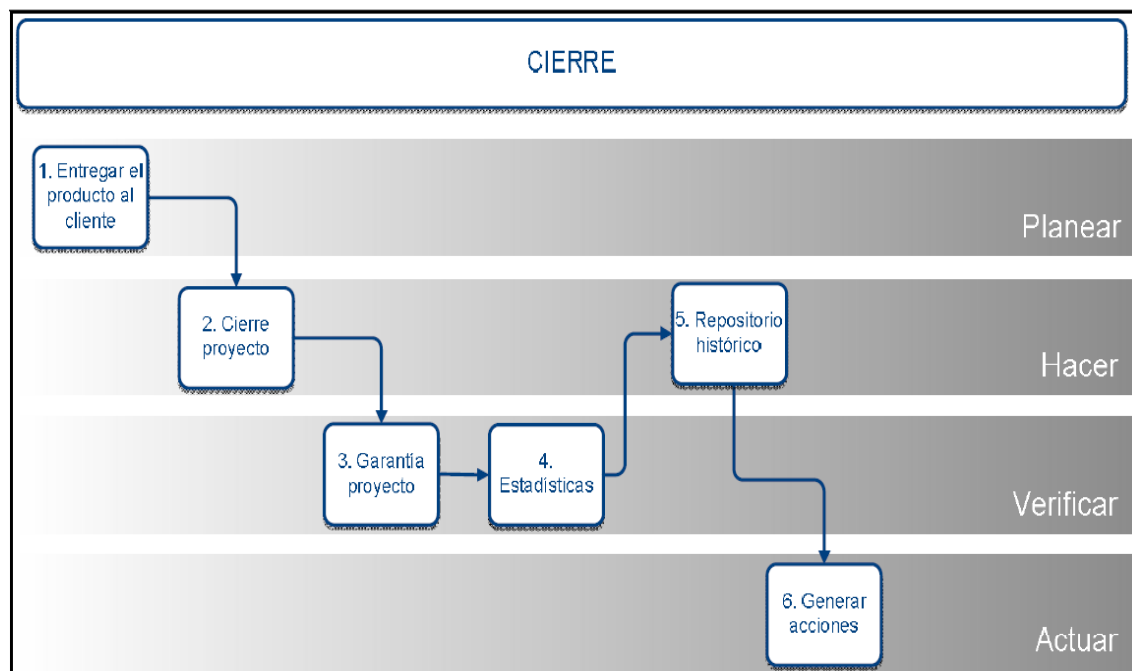 CIERRE
1. Entregar el
producto al
cliente
Planear
2. Cierre
proyecto
5. Repositorio
histórico
Hacer
3. Garantía
proyecto
4.
Estadísticas
Verificar
6. Generar
acciones
Actuar